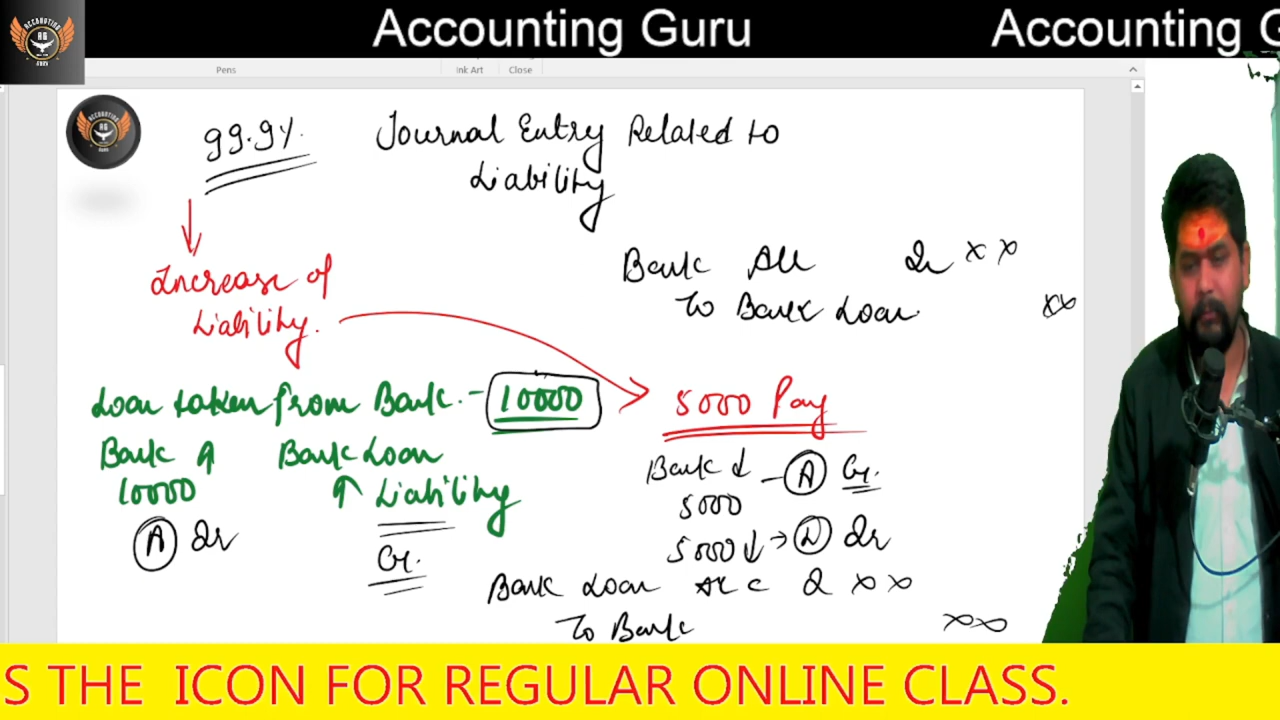 Accounting Guru
Accounting G
Pens
Ink Art
Close
99.9%.
Journal Entry Related to
Liability
Increase of
Liability.
Bank A/c Dr xx
To Bank Loan. xx
Loan taken from Bank.- 10000
5000 Pay
Bank ↑
10000
Bank Loan
↑ Liability
(A) Dr
Cr.
Bank ↓ - (A) Cr.
5000
5000 ↓ → (L) Dr
Bank Loan A/c D xx
To Bank xx
S THE ICON FOR REGULAR ONLINE CLASS.